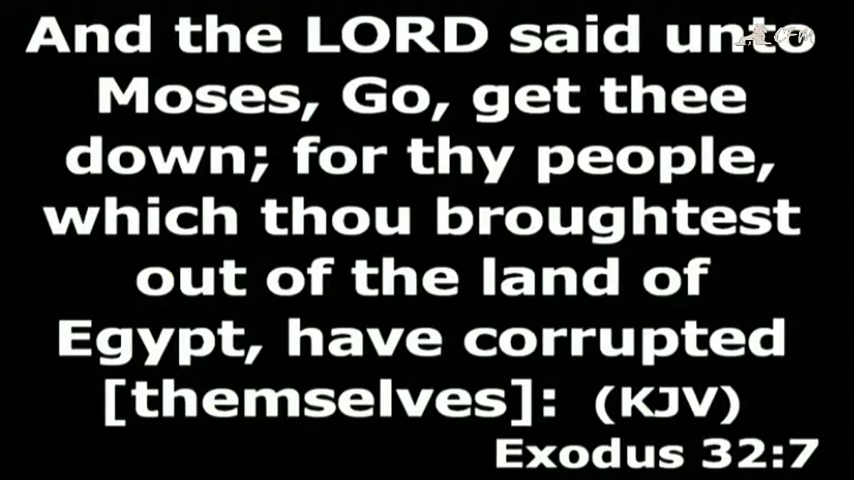 And the LORD said unto
Moses, Go, get thee
down; for thy people,
which thou broughtest
out of the land of
Egypt, have corrupted
[themselves]: (KJV)
Exodus 32:7